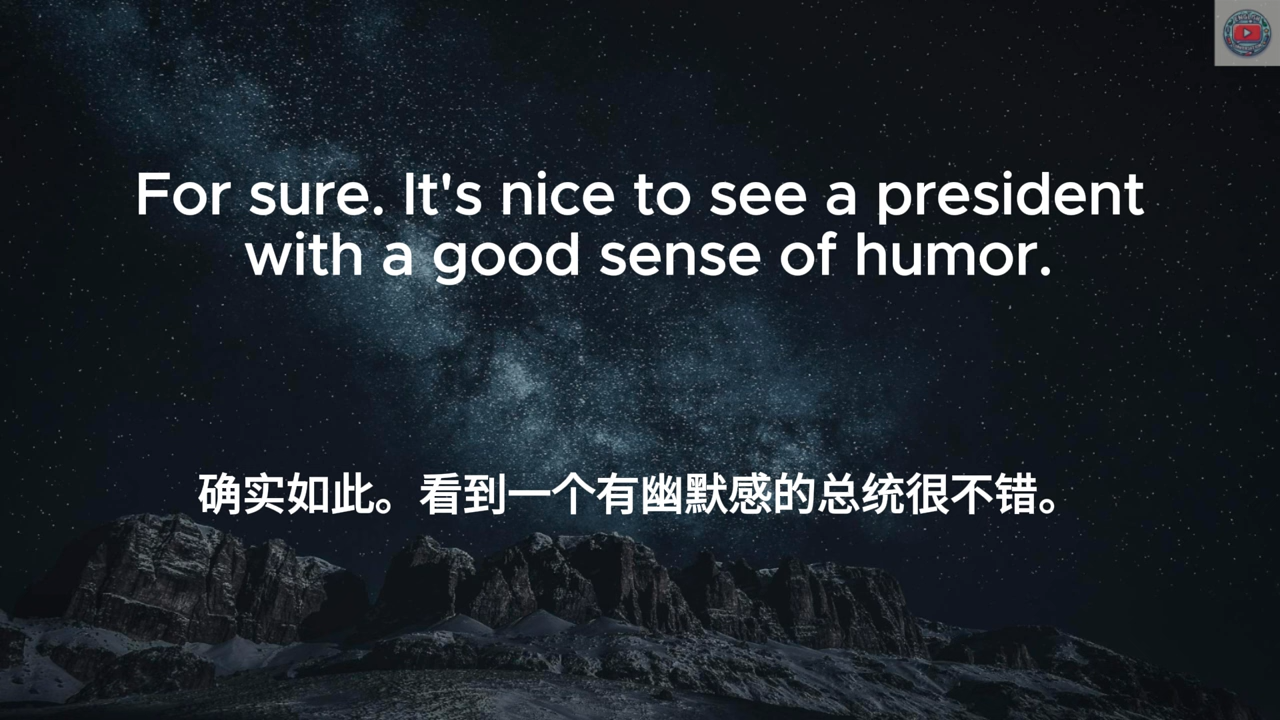 For sure. It's nice to see a president
with a good sense of humor.
确实如此。看到一个有幽默感的总统很不错。